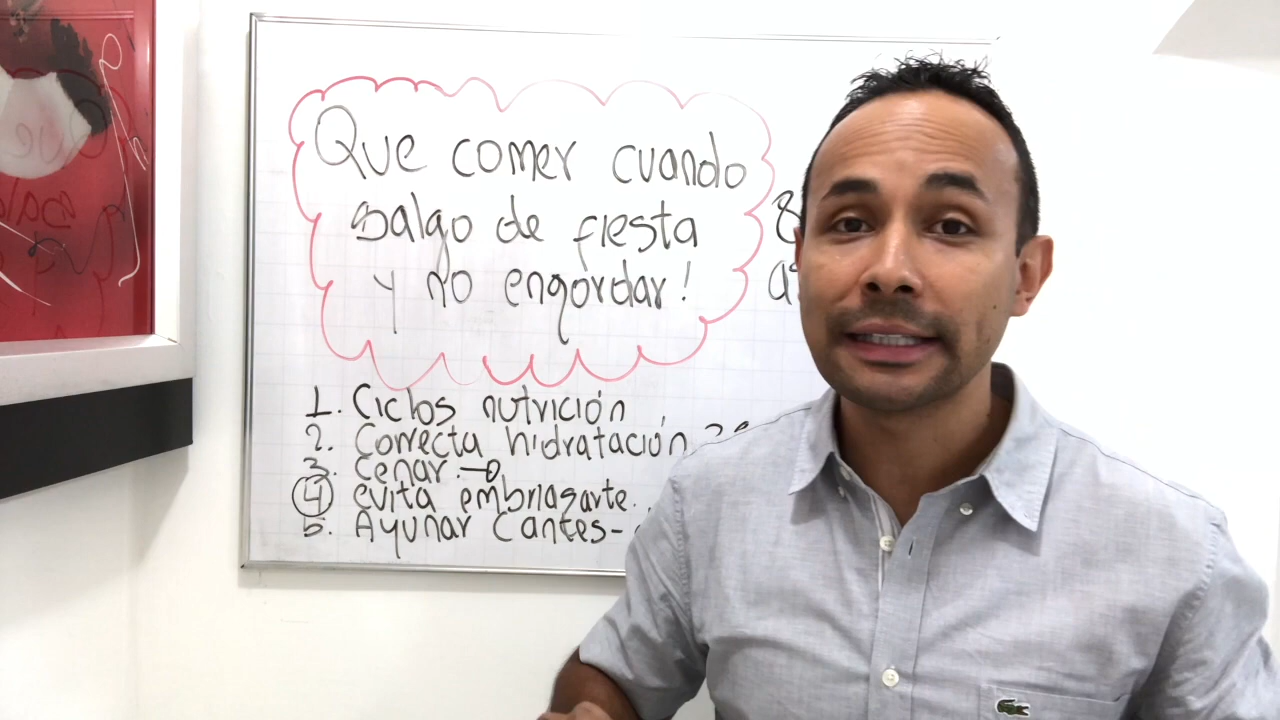 Que comer cuando
salgo de fiesta
y no engordar!
1. Ciclos nutrición
2. Correcta hidratación
3. Cenar
4 evita embriagarte.
5. Ayunar (antes-